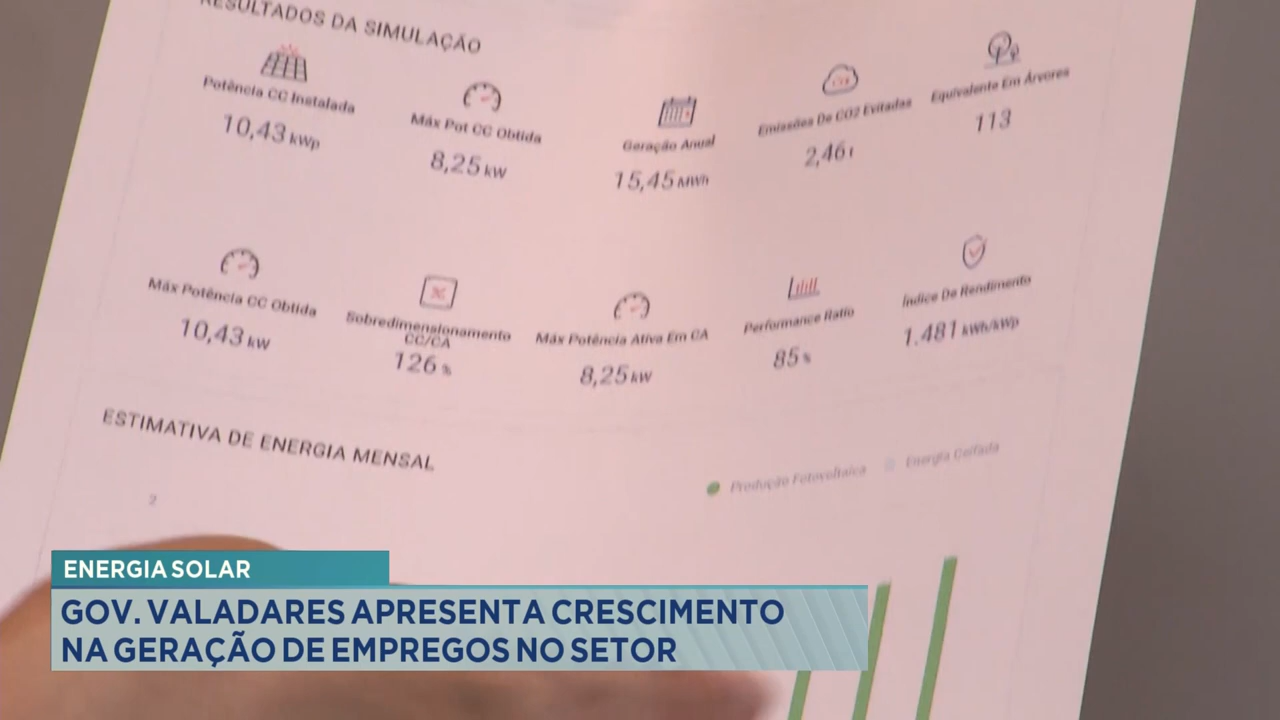 RESULTADOS DA SIMULAÇÃO
Potência CC Instalada
10,43 kWp
Máx Pot CC Obtida
8,25 kW
Geração Anual
15,45 MWh
Emissões De CO2 Evitadas
2,46 t
Equivalente Em Árvores
113
Máx Potência CC Obtida
10,43 kW
Sobredimensionamento
CC/CA
126 %
Máx Potência Ativa Em CA
8,25 kW
Performance Ratio
85 %
Índice De Rendimento
1.481 kWh/kWp
ESTIMATIVA DE ENERGIA MENSAL
Produção Fotovoltaica
Energia Ceifada
2
ENERGIA SOLAR
GOV. VALADARES APRESENTA CRESCIMENTO
NA GERAÇÃO DE EMPREGOS NO SETOR